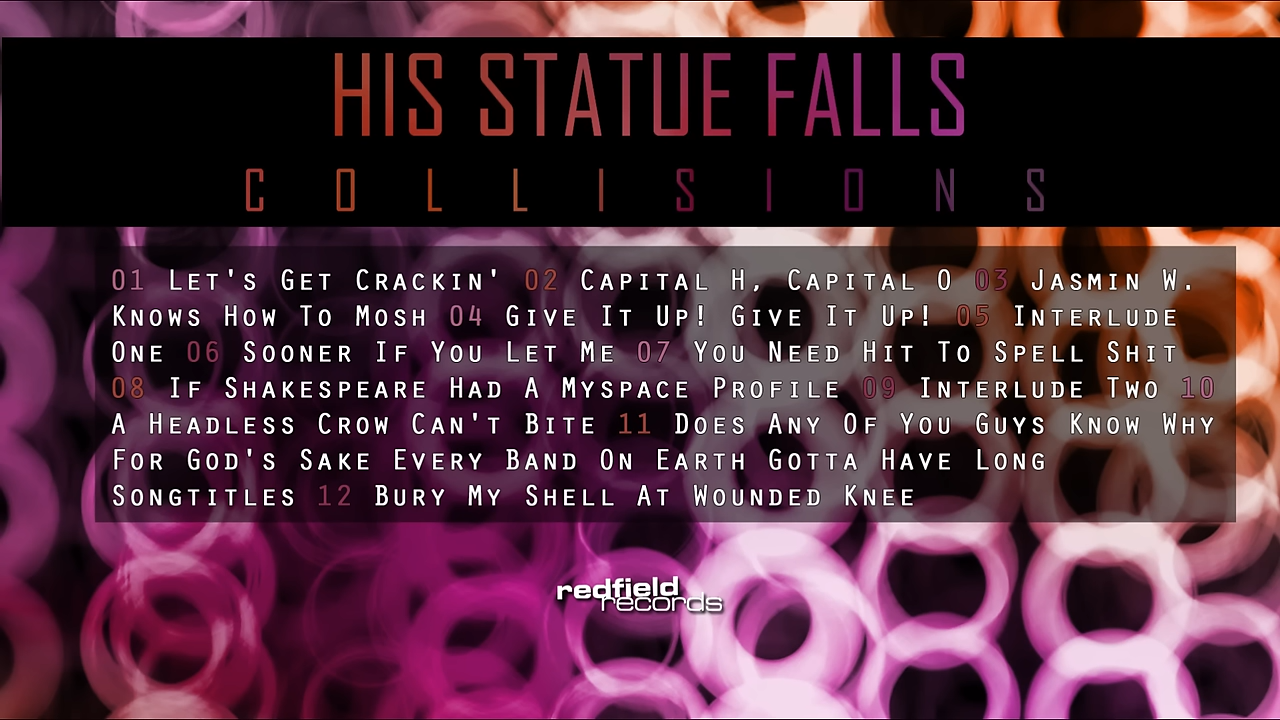 HIS STATUE FALLS
COLLISIONS
01 LET'S GET CRACKIN' 02 CAPITAL H, CAPITAL O 03 JASMIN W.
KNOWS HOW TO MOSH 04 GIVE IT UP! GIVE IT UP! 05 INTERLUDE
ONE 06 SOONER IF YOU LET ME 07 YOU NEED HIT TO SPELL SHIT
08 IF SHAKESPEARE HAD A MYSPACE PROFILE 09 INTERLUDE TWO 10
A HEADLESS CROW CAN'T BITE 11 DOES ANY OF YOU GUYS KNOW WHY
FOR GOD'S SAKE EVERY BAND ON EARTH GOTTA HAVE LONG
SONGTITLES 12 BURY MY SHELL AT WOUNDED KNEE
redfield
records